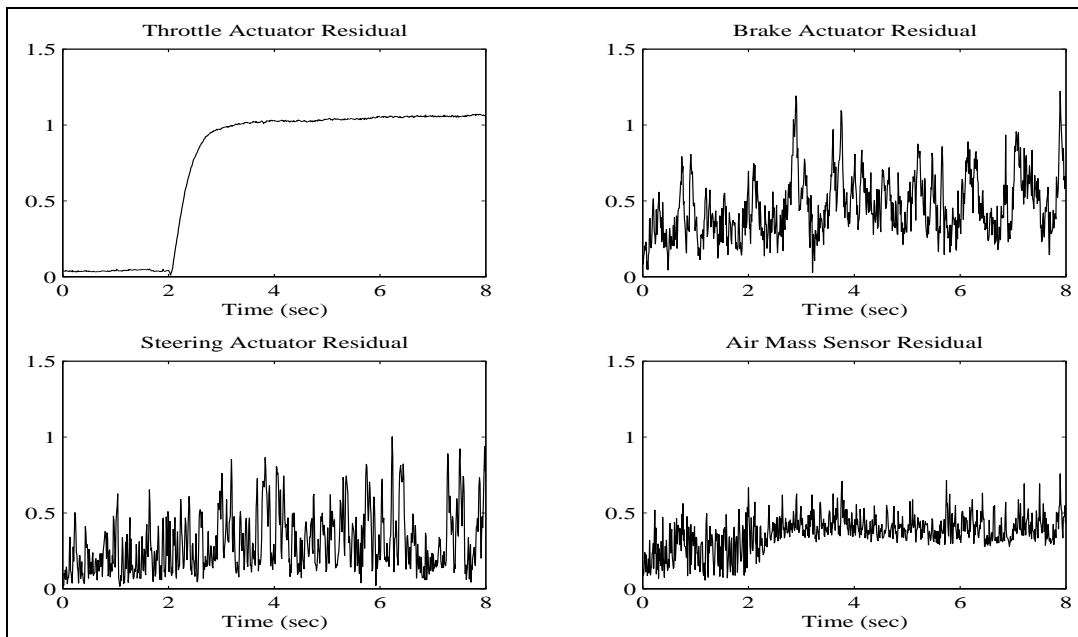 Throttle Actuator Residual
1.5
1
0.5
0
0 2 4 6 8
Time (sec)
Brake Actuator Residual
1.5
1
0.5
0
0 2 4 6 8
Time (sec)
Steering Actuator Residual
1.5
1
0.5
0
0 2 4 6 8
Time (sec)
Air Mass Sensor Residual
1.5
1
0.5
0
0 2 4 6 8
Time (sec)